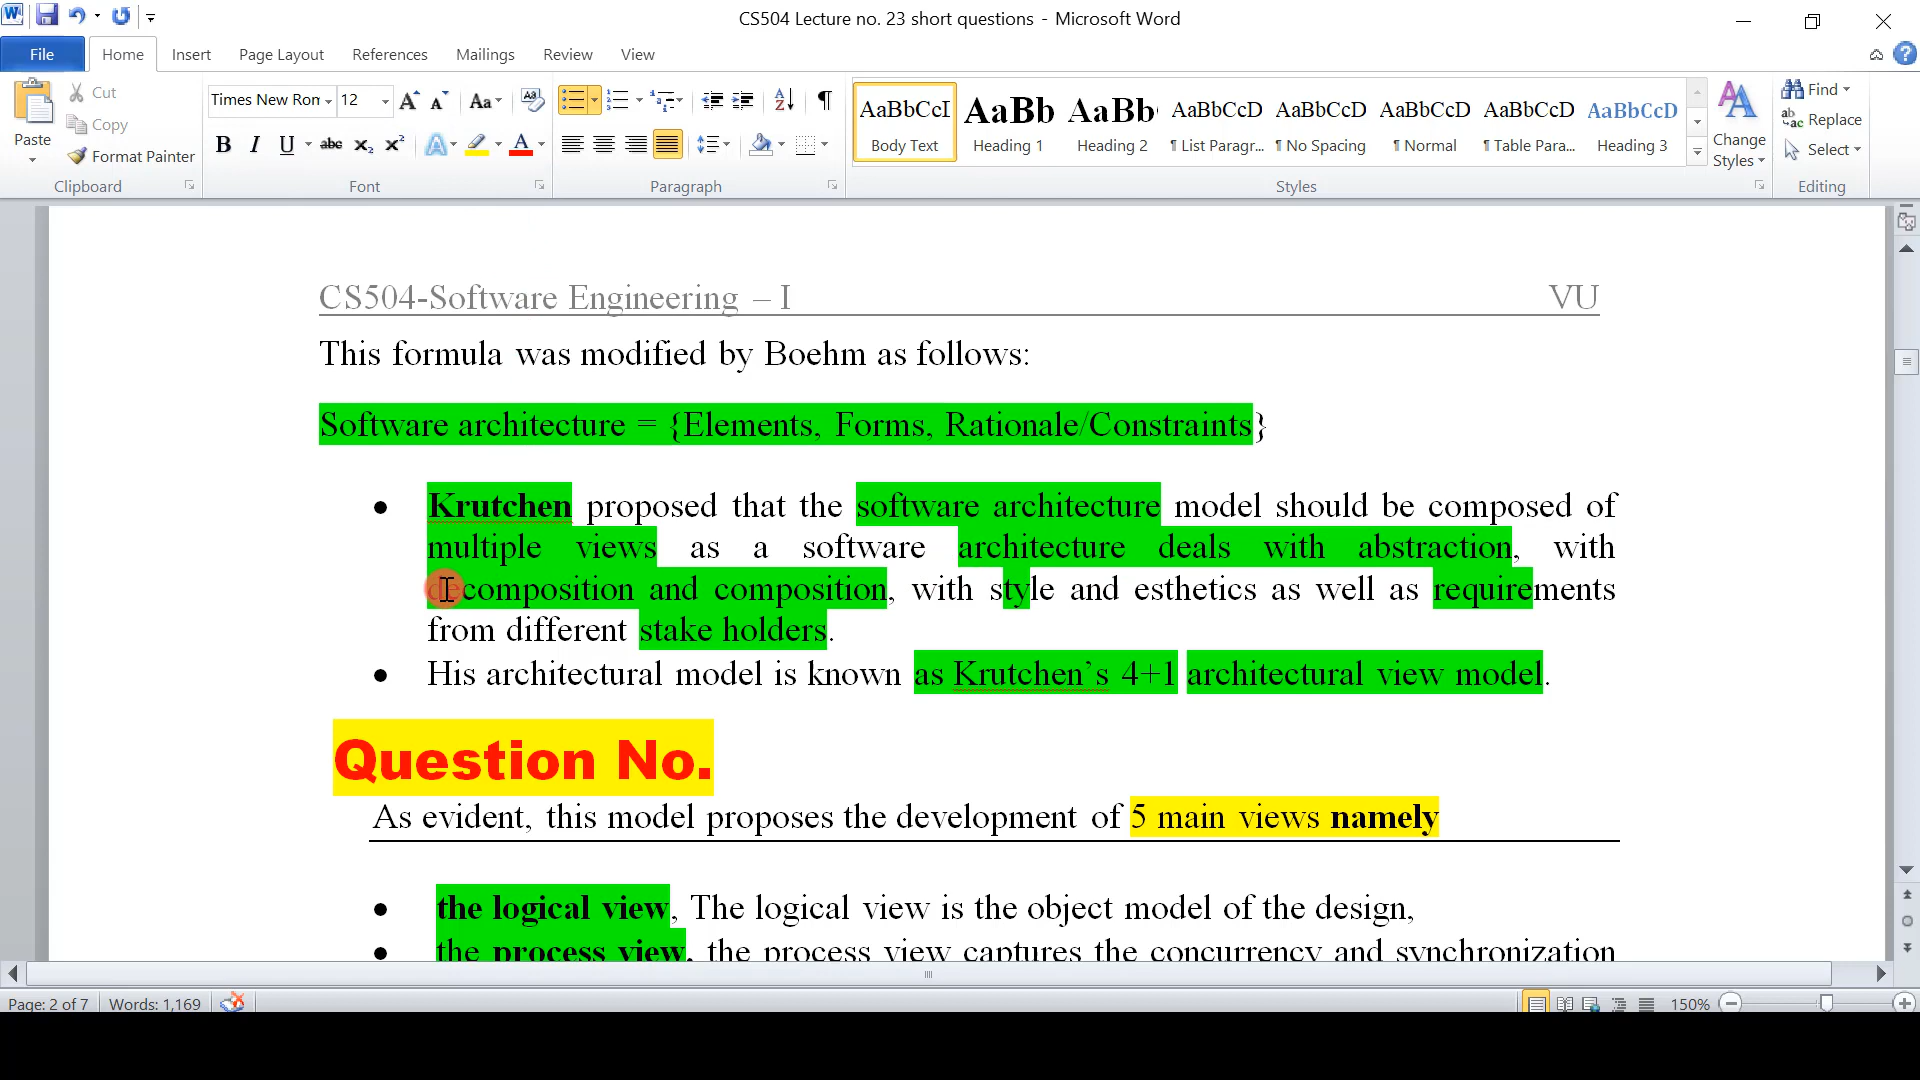 CS504 Lecture no. 23 short questions - Microsoft Word
File Home Insert Page Layout References Mailings Review View
Paste
Cut
Copy
Format Painter
Clipboard
Times New Ron 12
Font
Paragraph
AaBbCcI AaBb AaBb AaBbCcD AaBbCcD AaBbCcD AaBbCcD AaBbCcD
Body Text Heading 1 Heading 2 ¶ List Paragr... ¶ No Spacing ¶ Normal ¶ Table Para... Heading 3
Change Styles
Styles
Find
Replace
Select
Editing
CS504-Software Engineering – I VU
This formula was modified by Boehm as follows:
Software architecture = {Elements, Forms, Rationale/Constraints}
• Krutchen proposed that the software architecture model should be composed of
multiple views as a software architecture deals with abstraction, with
decomposition and composition, with style and esthetics as well as requirements
from different stake holders.
• His architectural model is known as Krutchen's 4+1 architectural view model.
Question No.
As evident, this model proposes the development of 5 main views namely
• the logical view, The logical view is the object model of the design,
• the process view, the process view captures the concurrency and synchronization
Page: 2 of 7 Words: 1,169 150%